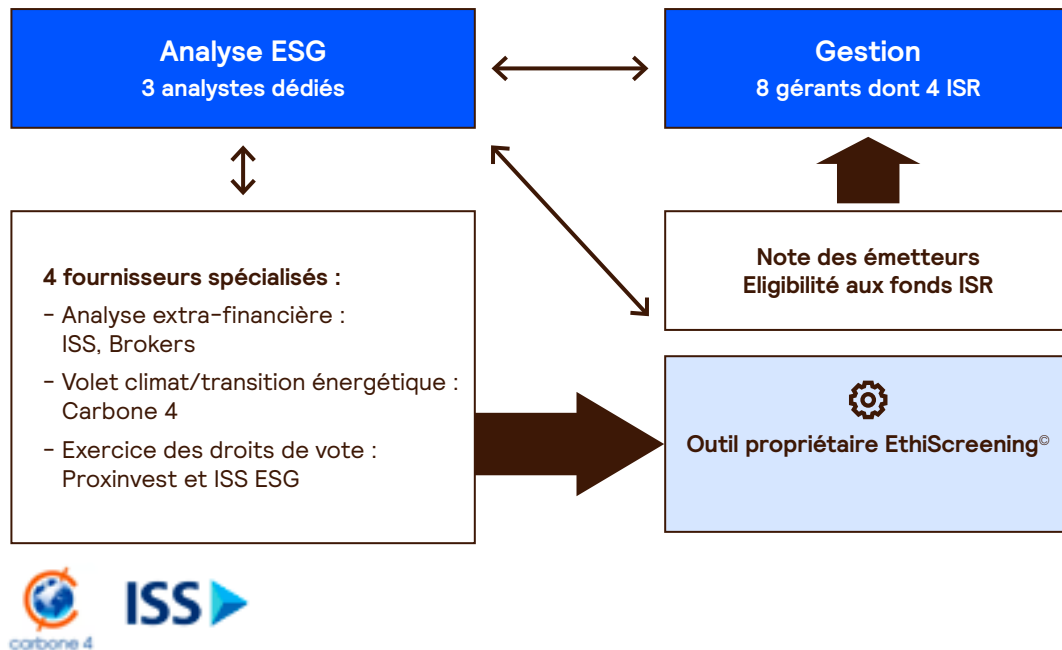 Analyse ESG
3 analystes dédiés
Gestion
8 gérants dont 4 ISR
4 fournisseurs spécialisés :
- Analyse extra-financière :
ISS, Brokers
- Volet climat/transition énergétique :
Carbone 4
- Exercice des droits de vote :
Proxinvest et ISS ESG
Note des émetteurs
Eligibilité aux fonds ISR
Outil propriétaire EthiScreening©
carbone 4
ISS